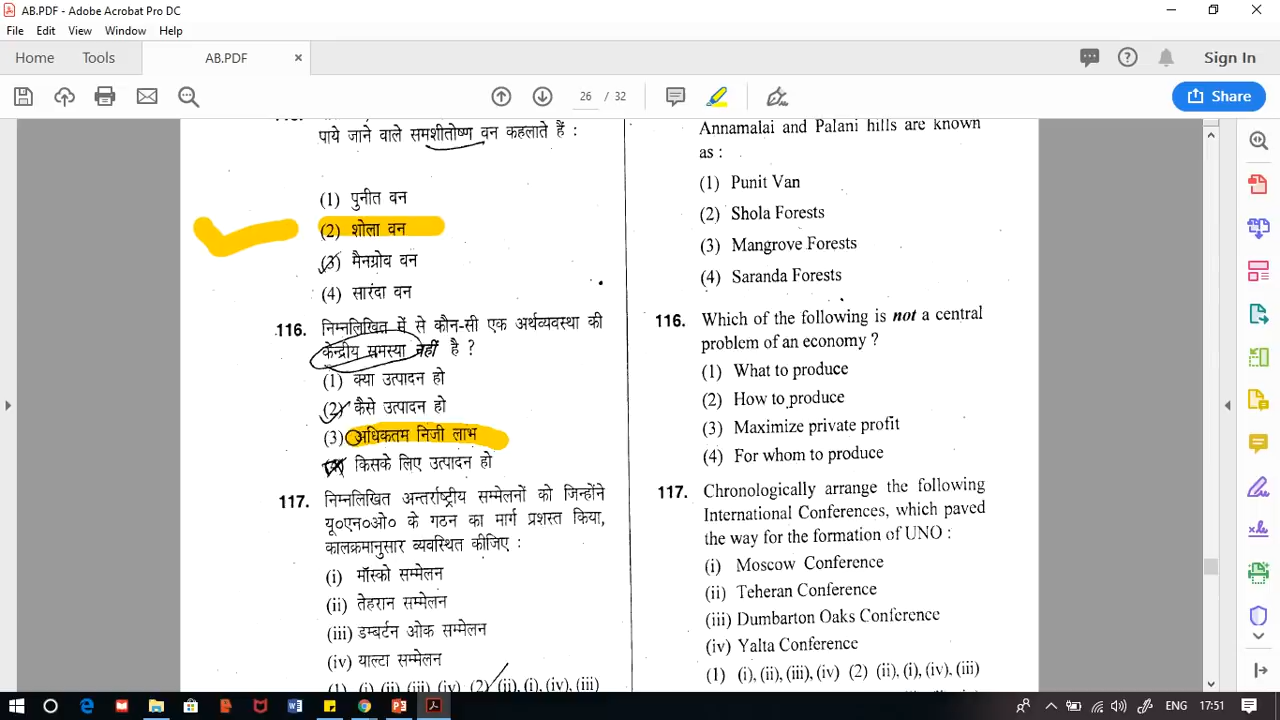 AB.PDF - Adobe Acrobat Pro DC
File Edit View Window Help
Home Tools AB.PDF × Sign In
26 / 32 Share
पाये जाने वाले समशीतोष्ण वन कहलाते हैं :
(1) पुनीत वन
(2) शोला वन
(3) मैनग्रोव वन
(4) सारंदा वन
116. निम्नलिखित में से कौन-सी एक अर्थव्यवस्था की
केन्द्रीय समस्या नहीं है ?
(1) क्या उत्पादन हो
(2) कैसे उत्पादन हो
(3) अधिकतम निजी लाभ
(4) किसके लिए उत्पादन हो
117. निम्नलिखित अन्तर्राष्ट्रीय सम्मेलनों को जिन्होंने
यू०एन०ओ० के गठन का मार्ग प्रशस्त किया,
कालक्रमानुसार व्यवस्थित कीजिए :
(i) मॉस्को सम्मेलन
(ii) तेहरान सम्मेलन
(iii) डम्बर्टन ओक सम्मेलन
(iv) याल्टा सम्मेलन
(1) (i), (ii), (iii), (iv) (2) (ii), (i), (iv), (iii)
Annamalai and Palani hills are known
as :
(1) Punit Van
(2) Shola Forests
(3) Mangrove Forests
(4) Saranda Forests
116. Which of the following is not a central
problem of an economy ?
(1) What to produce
(2) How to produce
(3) Maximize private profit
(4) For whom to produce
117. Chronologically arrange the following
International Conferences, which paved
the way for the formation of UNO :
(i) Moscow Conference
(ii) Teheran Conference
(iii) Dumbarton Oaks Conference
(iv) Yalta Conference
(1) (i), (ii), (iii), (iv) (2) (ii), (i), (iv), (iii)
ENG 17:51